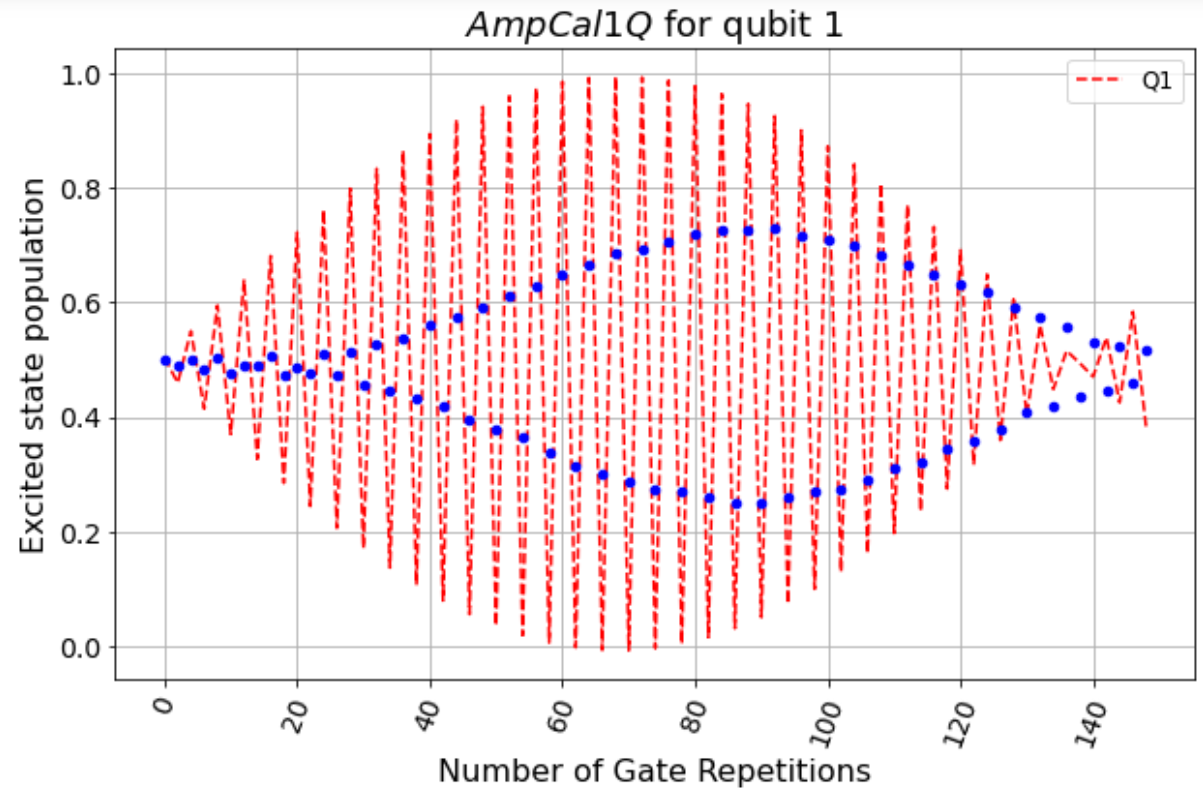 AmpCal1Q for qubit 1
1.0
0.8
0.6
0.4
0.2
0.0
Q1
Excited state population
0 20 40 60 80 100 120 140
Number of Gate Repetitions